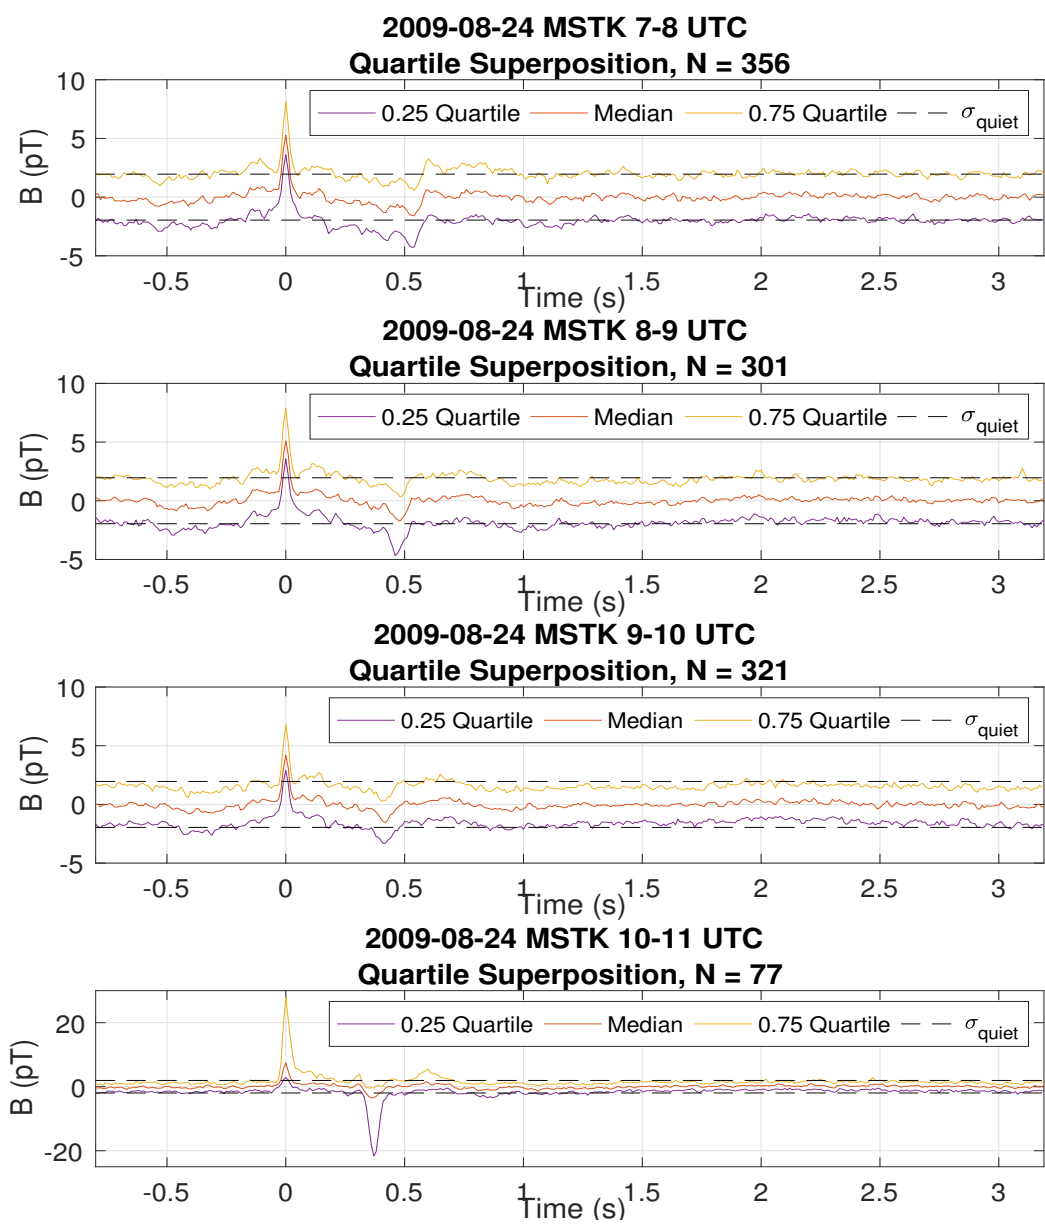 2009-08-24 MSTK 7-8 UTC
Quartile Superposition, N = 356
10
5
0
-5
B (pT)
0.25 Quartile Median 0.75 Quartile σquiet
-0.5 0 0.5 1 1.5 2 2.5 3
Time (s)
2009-08-24 MSTK 8-9 UTC
Quartile Superposition, N = 301
10
5
0
-5
B (pT)
0.25 Quartile Median 0.75 Quartile σquiet
-0.5 0 0.5 1 1.5 2 2.5 3
Time (s)
2009-08-24 MSTK 9-10 UTC
Quartile Superposition, N = 321
10
5
0
-5
B (pT)
0.25 Quartile Median 0.75 Quartile σquiet
-0.5 0 0.5 1 1.5 2 2.5 3
Time (s)
2009-08-24 MSTK 10-11 UTC
Quartile Superposition, N = 77
20
0
-20
B (pT)
0.25 Quartile Median 0.75 Quartile σquiet
-0.5 0 0.5 1 1.5 2 2.5 3
Time (s)